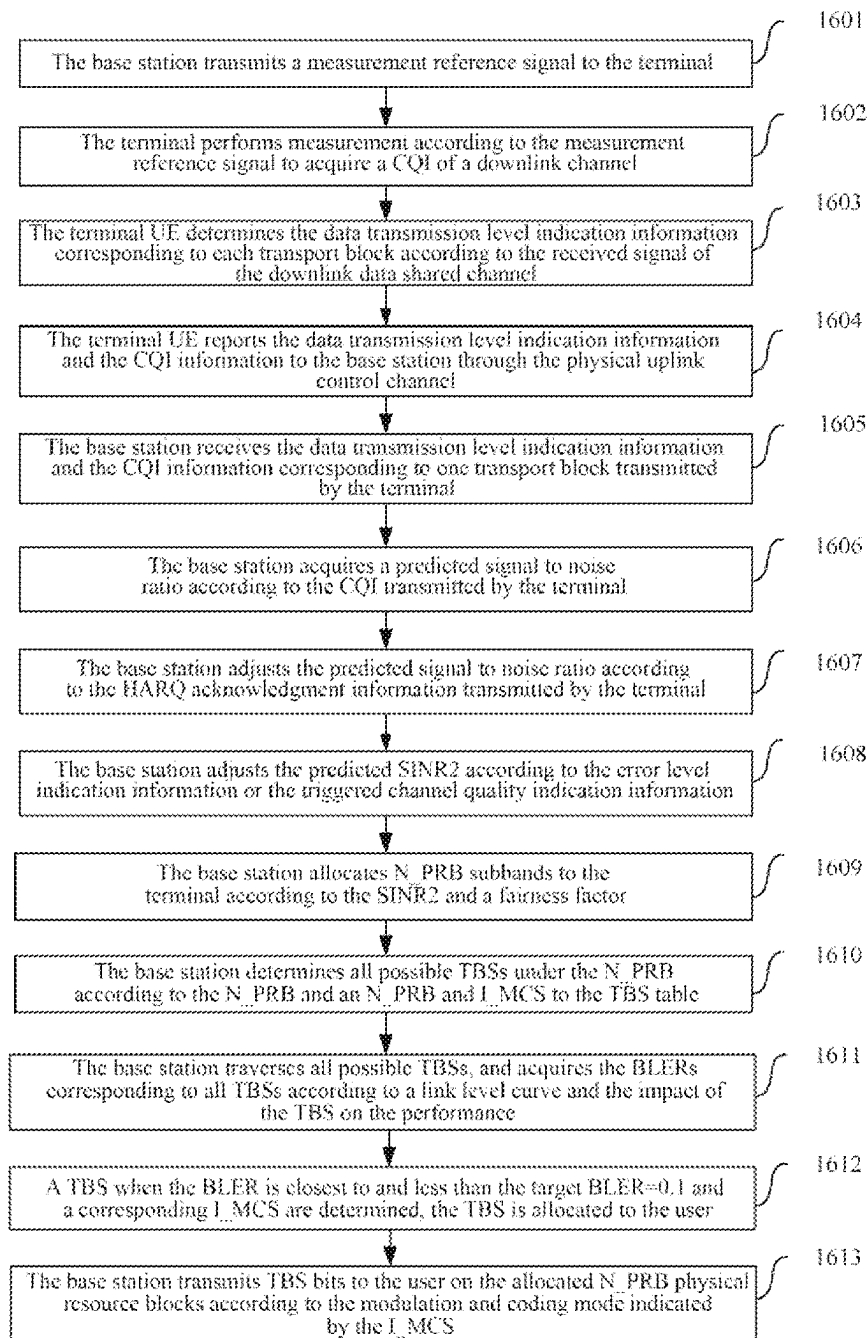 1601
The base station transmits a measurement reference signal to the terminal
1602
The terminal performs measurement according to the measurement
reference signal to acquire a CQI of a downlink channel
1603
The terminal UE determines the data transmission level indication information
corresponding to each transport block according to the received signal of
the downlink data shared channel
1604
The terminal UE reports the data transmission level indication information
and the CQI information to the base station through the physical uplink
control channel
1605
The base station receives the data transmission level indication information
and the CQI information corresponding to one transport block transmitted
by the terminal
1606
The base station acquires a predicted signal to noise
ratio according to the CQI transmitted by the terminal
1607
The base station adjusts the predicted signal to noise ratio according
to the HARQ acknowledgment information transmitted by the terminal
1608
The base station adjusts the predicted SINR2 according to the error level
indication information or the triggered channel quality indication information
1609
The base station allocates N_PRB subbands to the
terminal according to the SINR2 and a fairness factor
1610
The base station determines all possible TBSs under the N_PRB
according to the N_PRB and an N_PRB and I_MCS to the TBS table
1611
The base station traverses all possible TBSs, and acquires the BLERs
corresponding to all TBSs according to a link level curve and the impact of
the TBS on the performance
1612
A TBS when the BLER is closest to and less than the target BLER=0.1 and
a corresponding I_MCS are determined, the TBS is allocated to the user
1613
The base station transmits TBS bits to the user on the allocated N_PRB physical
resource blocks according to the modulation and coding mode indicated
by the I_MCS